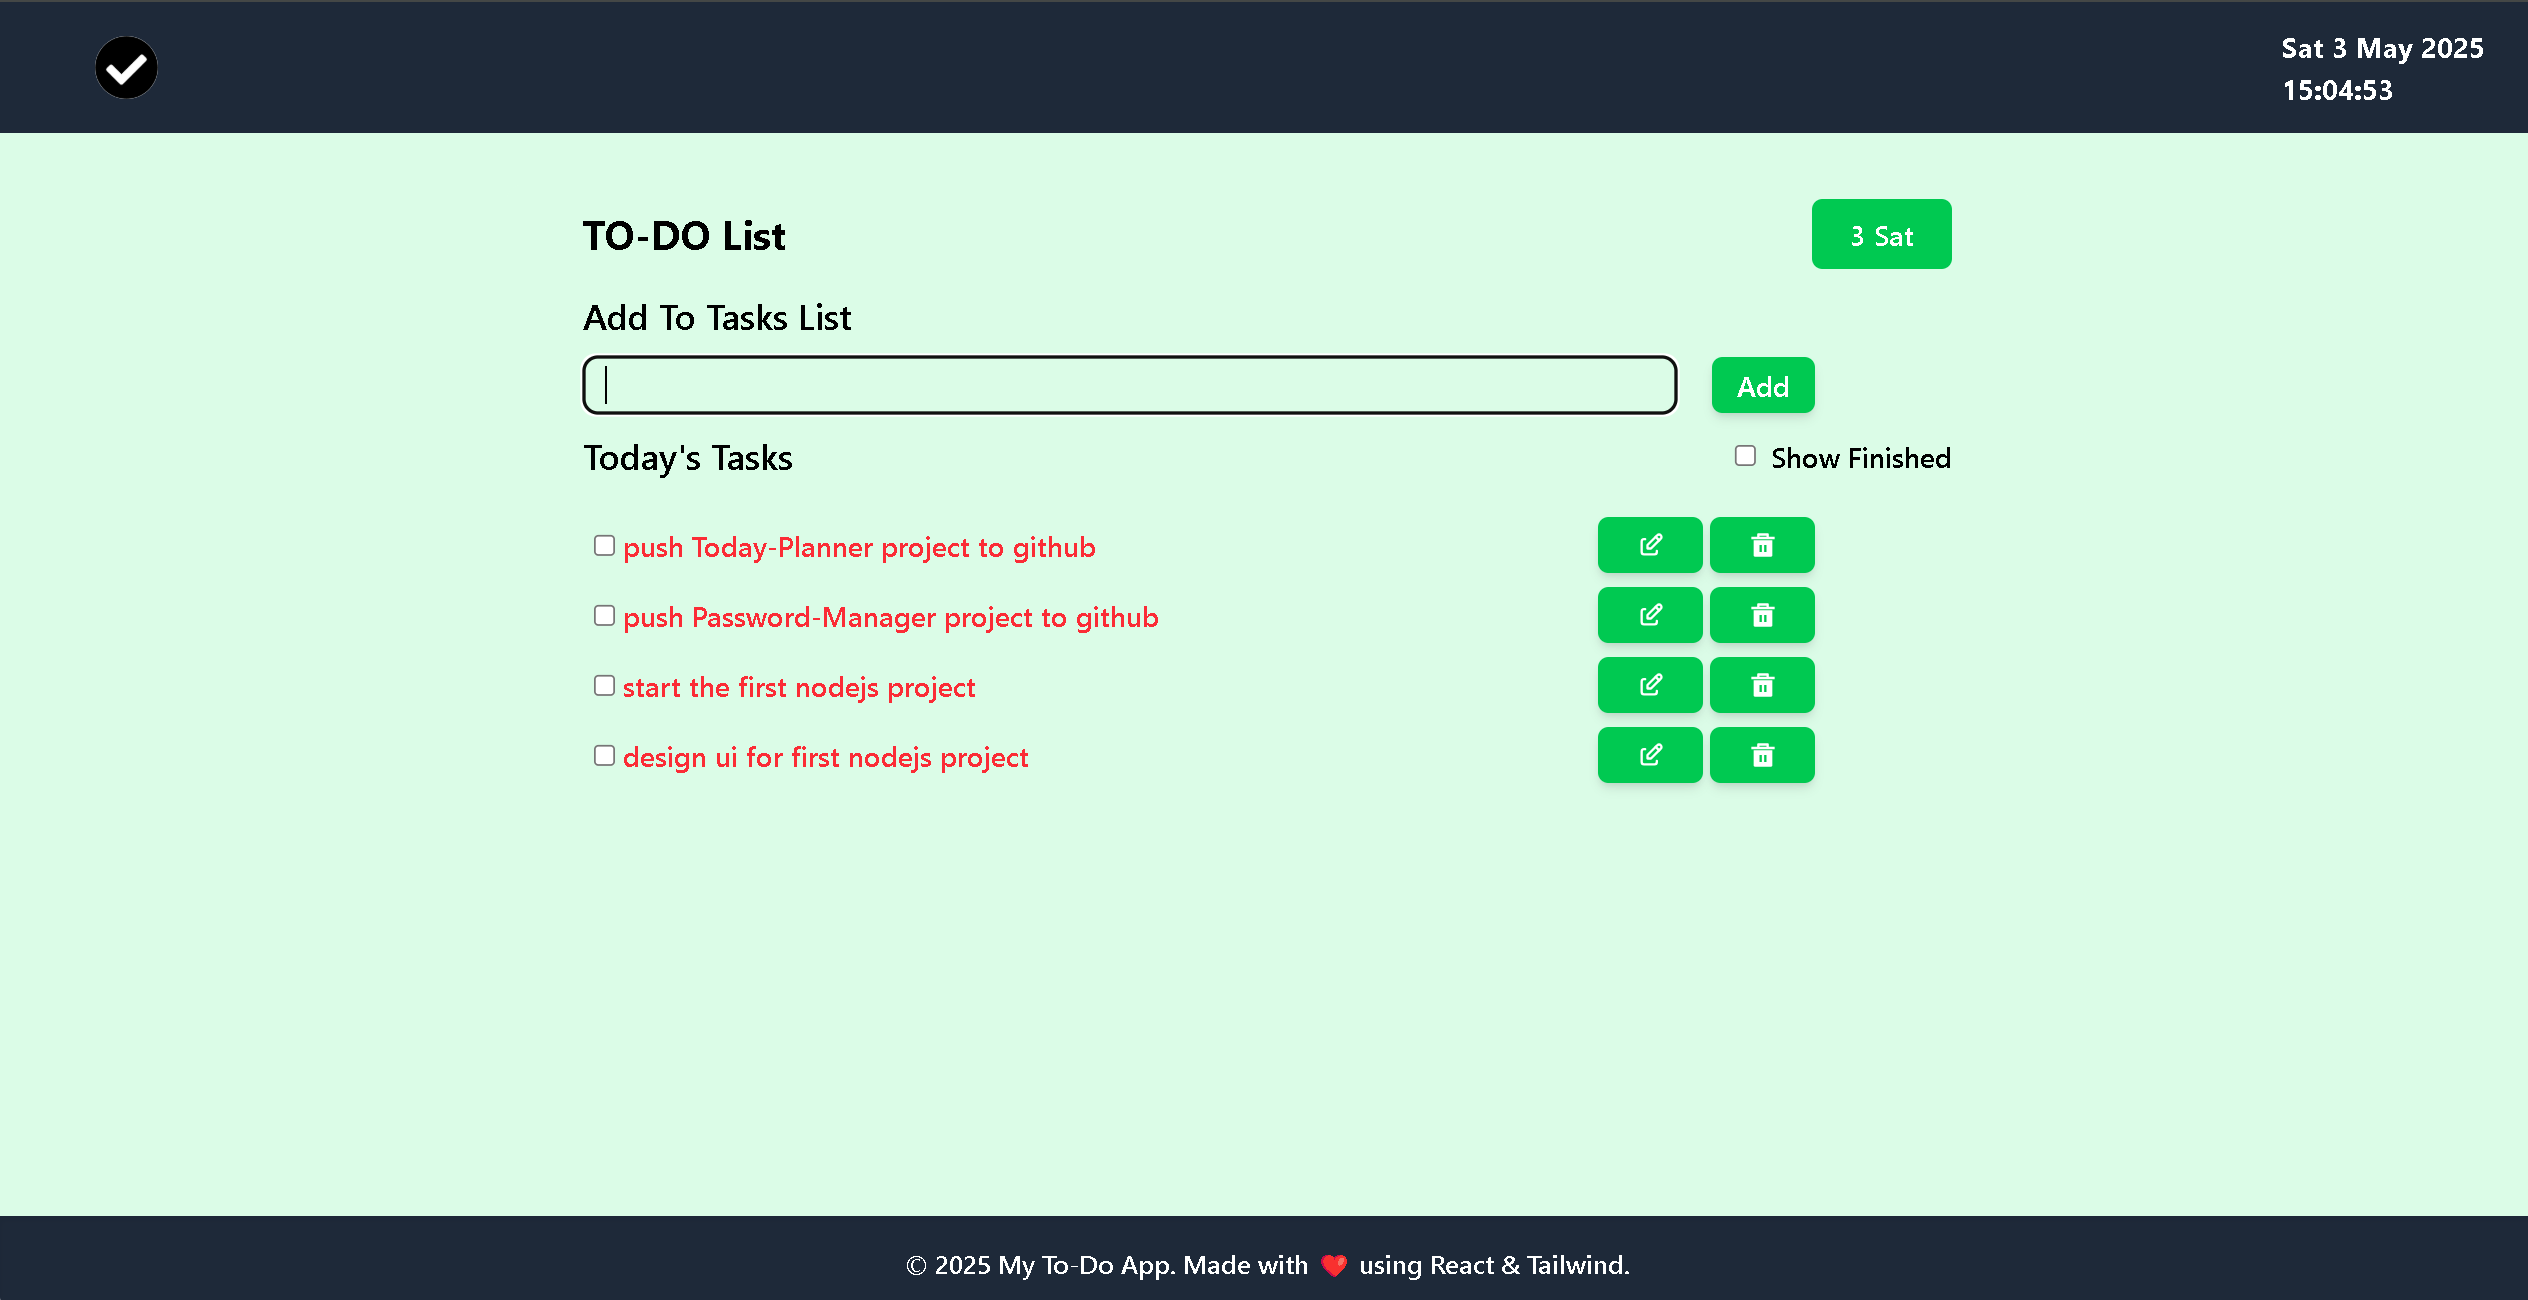 Sat 3 May 2025
15:04:53
TO-DO List
3 Sat
Add To Tasks List
Add
Today's Tasks
Show Finished
push Today-Planner project to github
push Password-Manager project to github
start the first nodejs project
design ui for first nodejs project
© 2025 My To-Do App. Made with ❤️ using React & Tailwind.